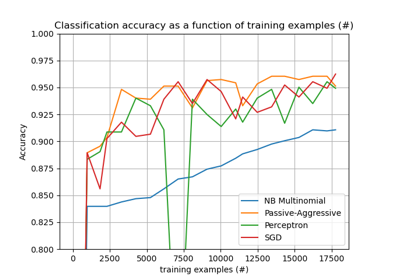 Classification accuracy as a function of training examples (#)
1.000
0.975
0.950
0.925
0.900
0.875
0.850
0.825
0.800
Accuracy
NB Multinomial
Passive-Aggressive
Perceptron
SGD
0 2500 5000 7500 10000 12500 15000 17500
training examples (#)